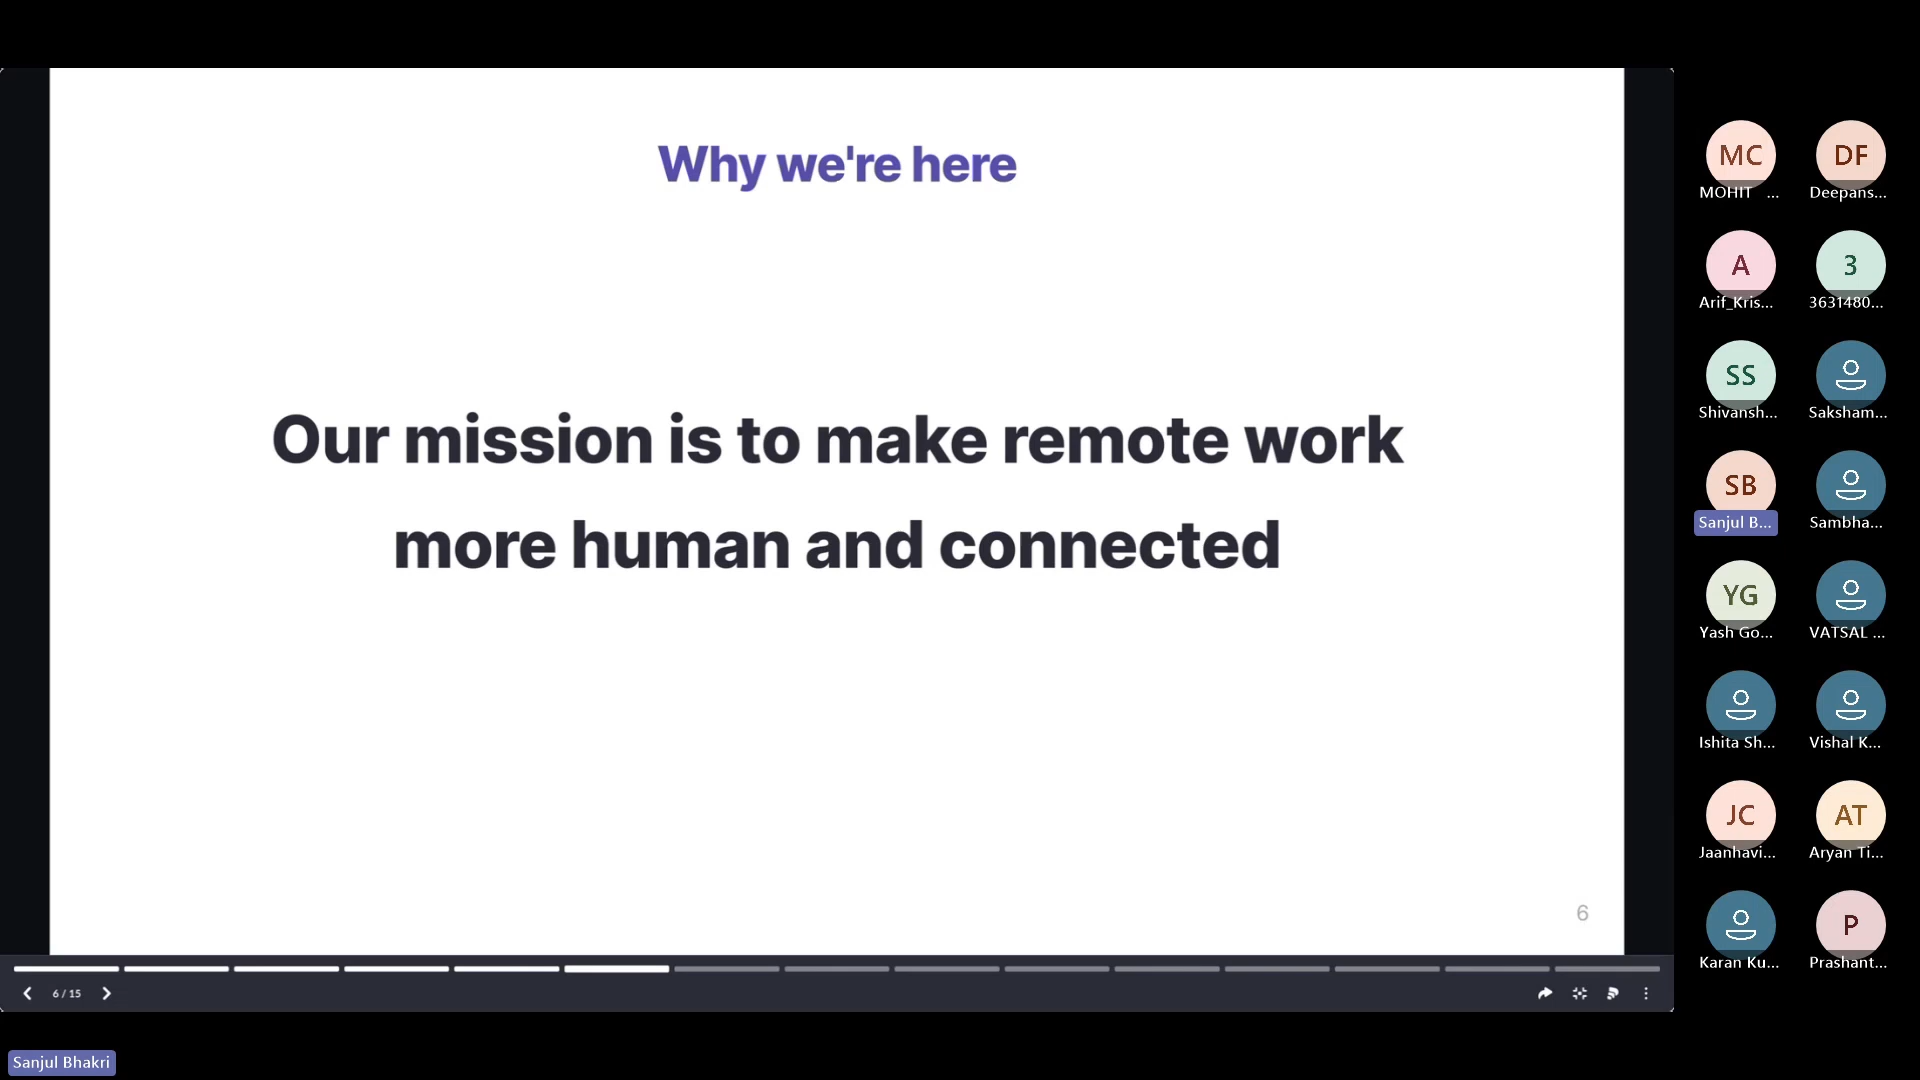 Why we're here
Our mission is to make remote work
more human and connected
6
6 / 15
MC
MOHIT ...
DF
Deepans...
A
Arif_Kris...
3
3631480...
SS
Shivansh...
Saksham...
SB
Sanjul B...
Sambha...
YG
Yash Go...
VATSAL ...
Ishita Sh...
Vishal K...
JC
Jaanhavi...
AT
Aryan Ti...
Karan Ku...
P
Prashant...
Sanjul Bhakri